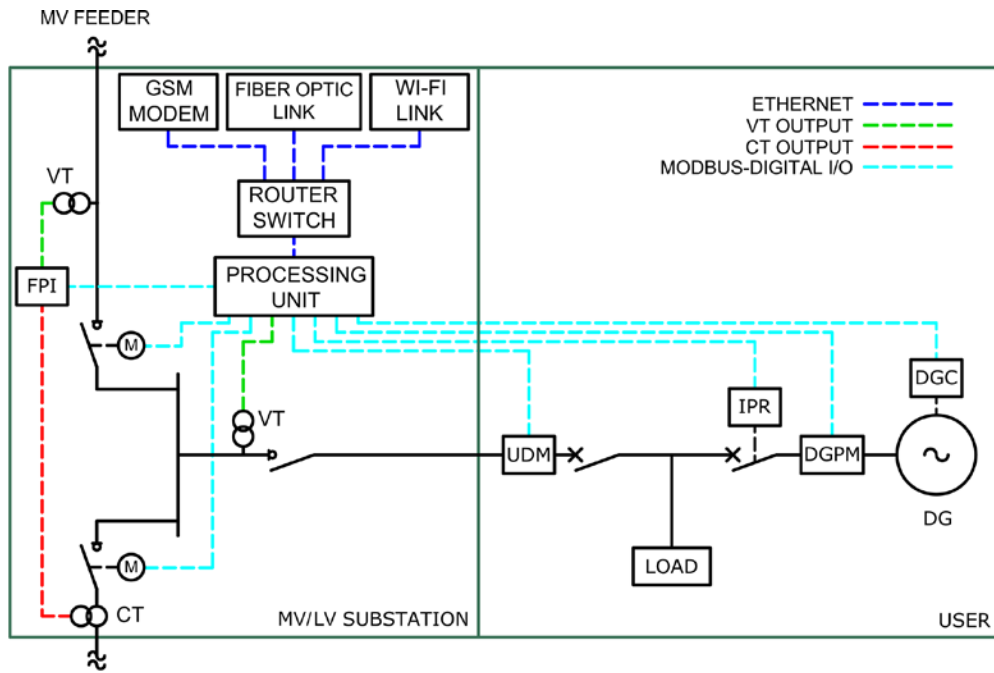 MV FEEDER
GSM
MODEM
FIBER OPTIC
LINK
WI-FI
LINK
ETHERNET
VT OUTPUT
CT OUTPUT
MODBUS-DIGITAL I/O
VT
ROUTER
SWITCH
FPI
PROCESSING
UNIT
M
VT
DGC
IPR
UDM
DGPM
DG
LOAD
M
CT
MV/LV SUBSTATION
USER